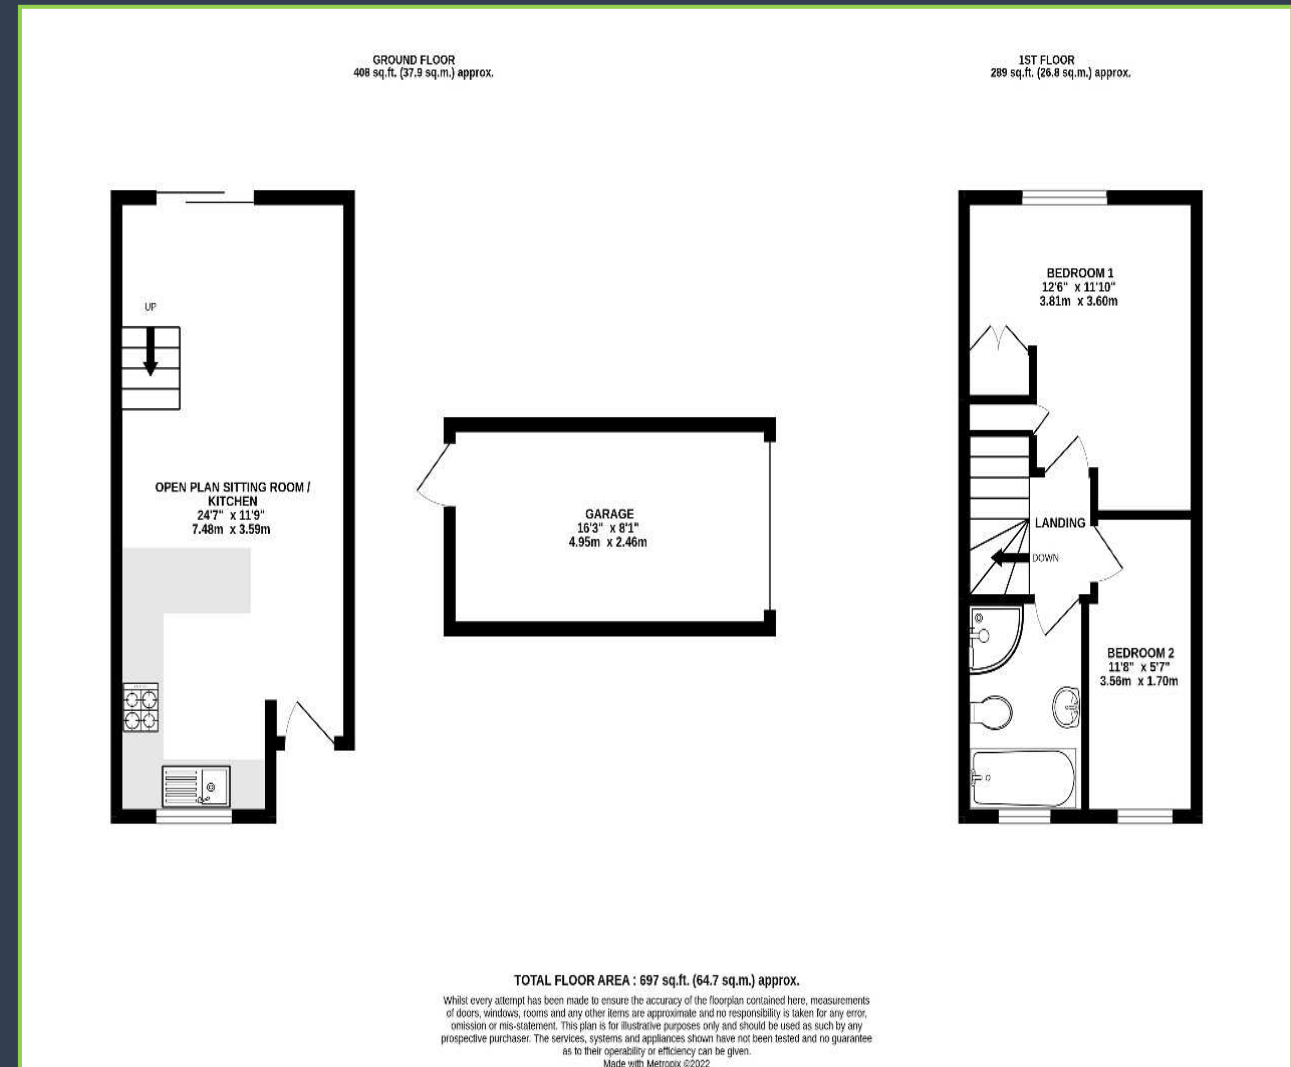 GROUND FLOOR
408 sq.ft. (37.9 sq.m.) approx.
1ST FLOOR
289 sq.ft. (26.8 sq.m.) approx.
UP
OPEN PLAN SITTING ROOM /
KITCHEN
24'7" x 11'9"
7.48m x 3.59m
GARAGE
16'3" x 8'1"
4.95m x 2.46m
BEDROOM 1
12'6" x 11'10"
3.81m x 3.60m
LANDING
DOWN
BEDROOM 2
11'8" x 5'7"
3.56m x 1.70m
TOTAL FLOOR AREA : 697 sq.ft. (64.7 sq.m.) approx.
Whilst every attempt has been made to ensure the accuracy of the floorplan contained here, measurements
of doors, windows, rooms and any other items are approximate and no responsibility is taken for any error,
omission or mis-statement. This plan is for illustrative purposes only and should be used as such by any
prospective purchaser. The services, systems and appliances shown have not been tested and no guarantee
as to their operability or efficiency can be given.
Made with Metropix ©2022